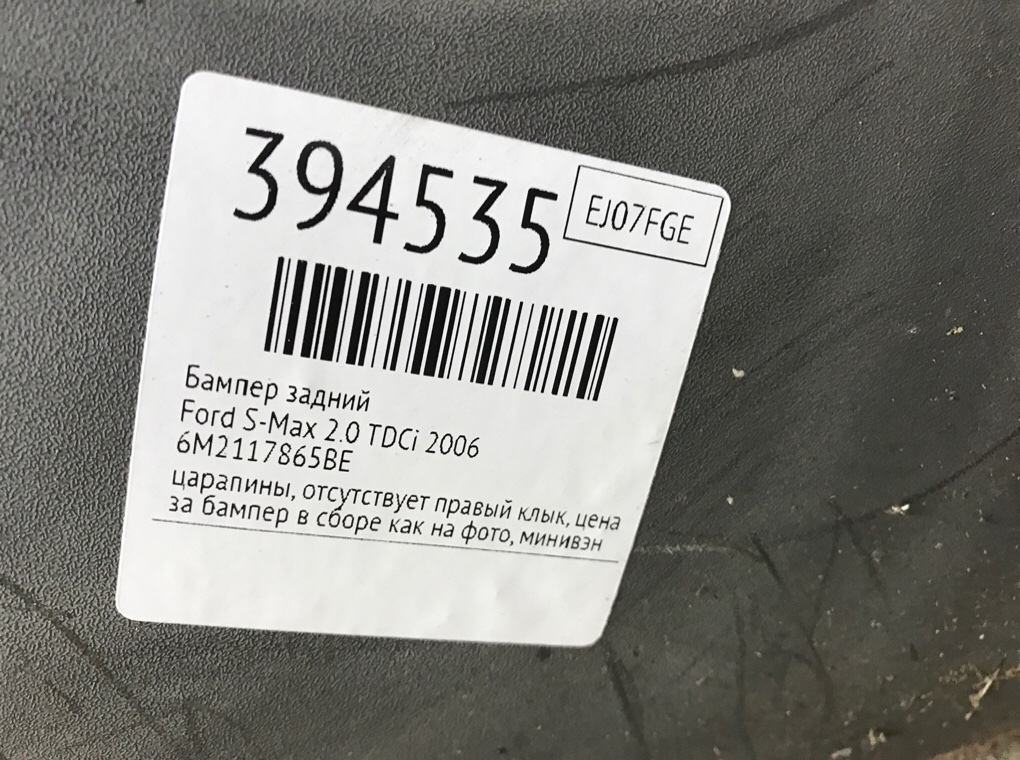 394535
EJ07FGE
Бампер задний
Ford S-Max 2.0 TDCi 2006
6M2117865BE
царапины, отсутствует правый клык, цена
за бампер в сборе как на фото, минивэн